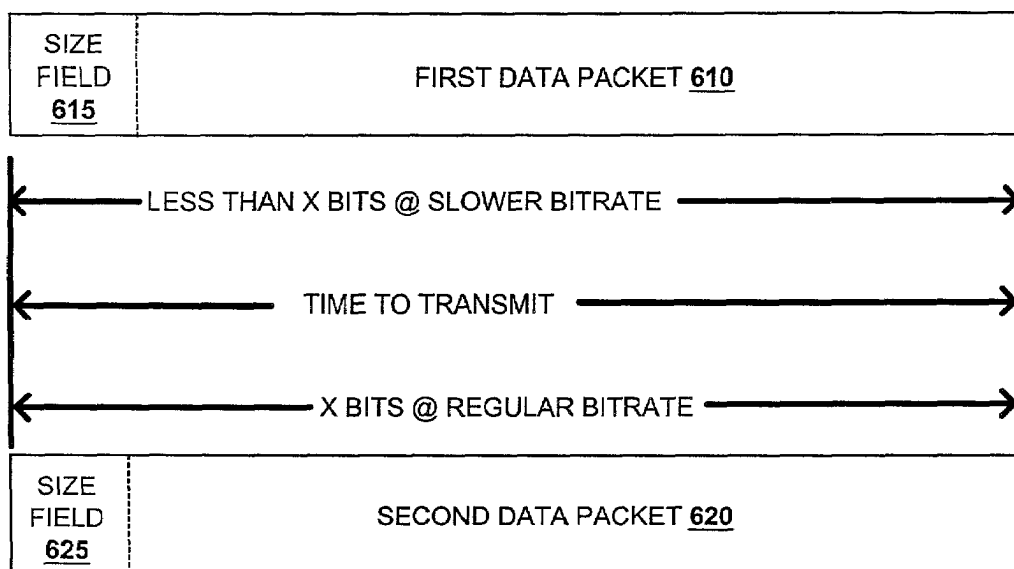 SIZE
FIELD
615
FIRST DATA PACKET 610
LESS THAN X BITS @ SLOWER BITRATE
TIME TO TRANSMIT
X BITS @ REGULAR BITRATE
SIZE
FIELD
625
SECOND DATA PACKET 620